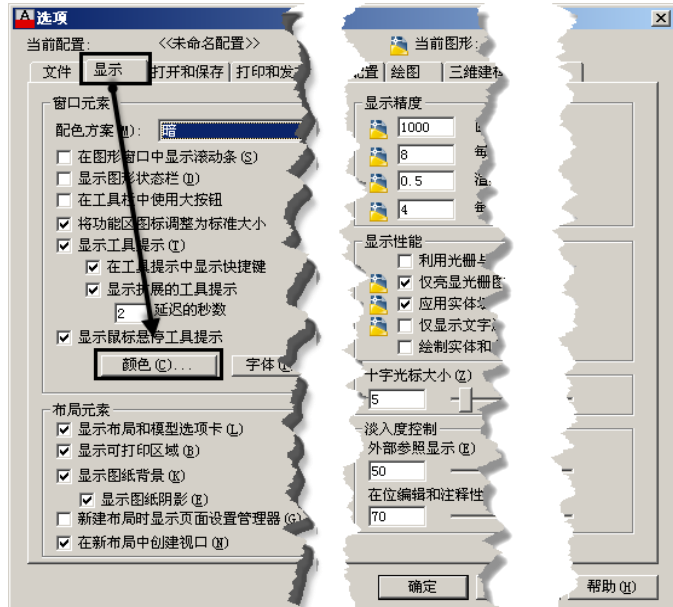 选项
当前配置: <<未命名配置>> 当前图形:
文件 显示 打开和保存 打印和发 配置 绘图 三维建模
窗口元素
配色方案(M): 暗
在图形窗口中显示滚动条(S)
显示图形状态栏(D)
在工具栏中使用大按钮
将功能区图标调整为标准大小
显示工具提示(T)
在工具提示中显示快捷键
显示扩展的工具提示
2 延迟的秒数
显示鼠标悬停工具提示
颜色(C)... 字体
布局元素
显示布局和模型选项卡(L)
显示可打印区域(B)
显示图纸背景(K)
显示图纸阴影(E)
新建布局时显示页面设置管理器(G)
在新布局中创建视口(N)
显示精度
1000
8 每
0.5 渲
4 每
显示性能
利用光栅与
仅亮显光栅图
应用实体填
仅显示文字
绘制实体和
十字光标大小(Z)
5
淡入度控制
外部参照显示(E)
50
在位编辑和注释性
70
确定 帮助(H)